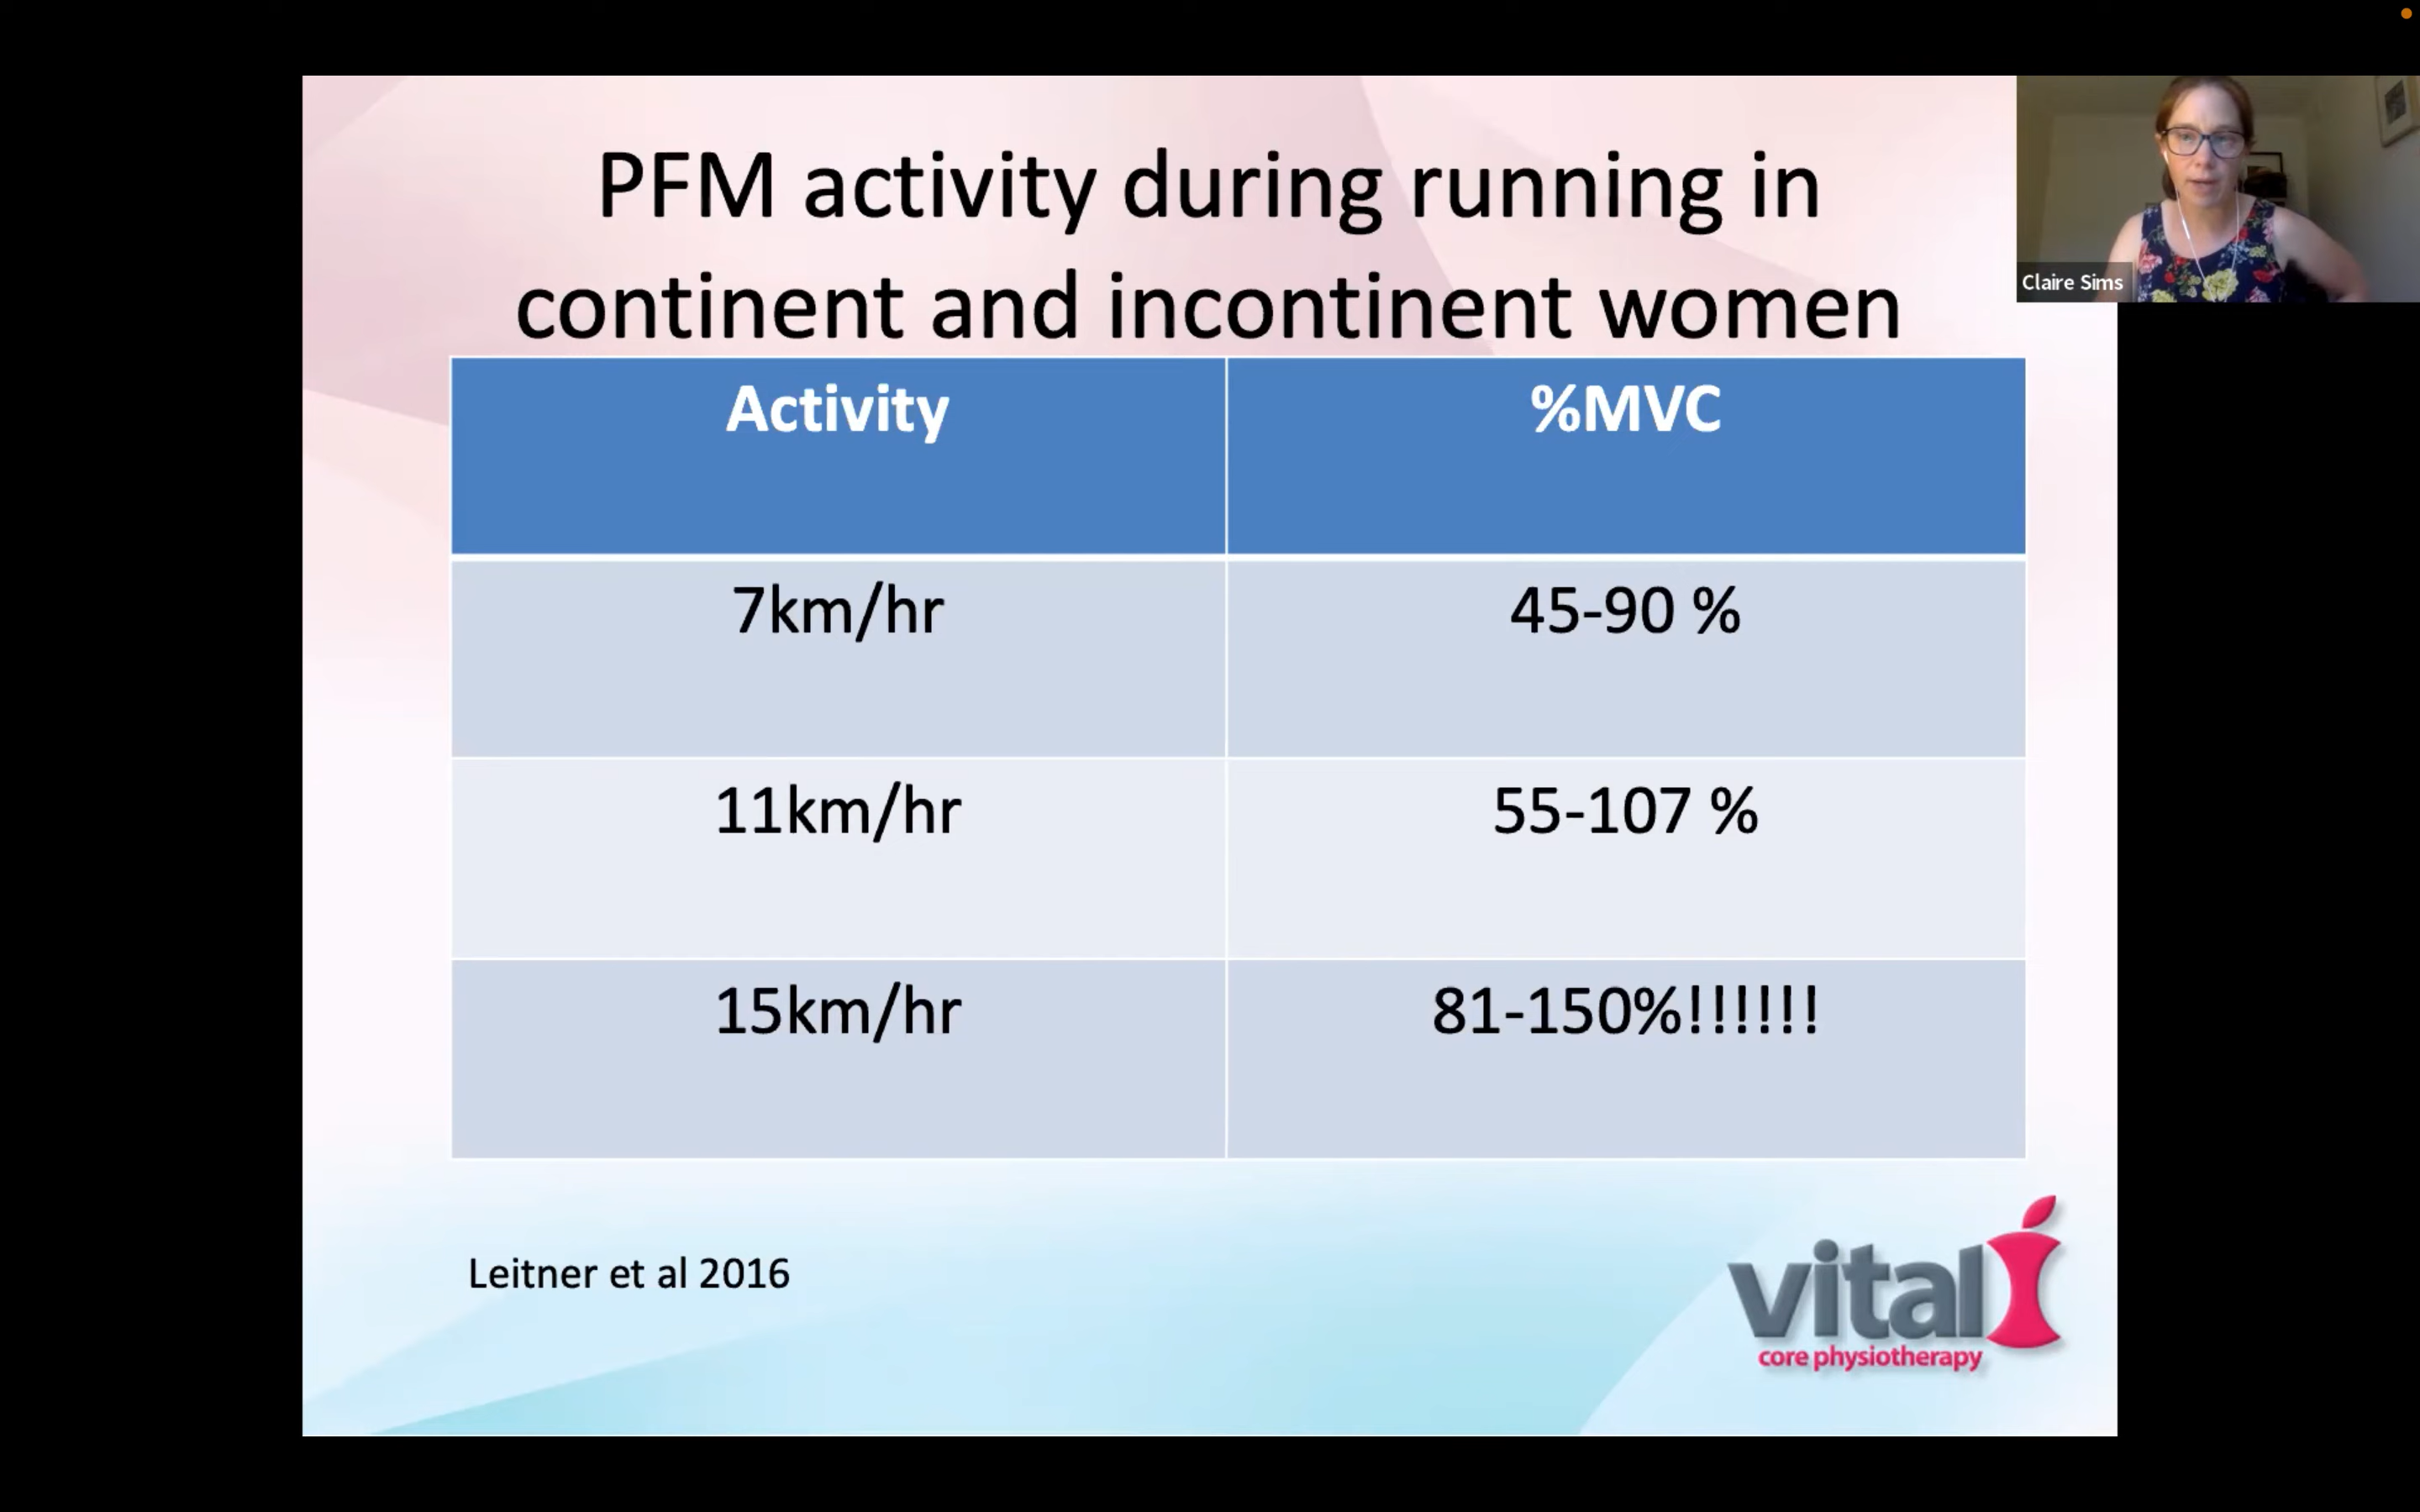 PFM activity during running in
continent and incontinent women
Claire Sims
Activity %MVC
7km/hr 45-90 %
11km/hr 55-107 %
15km/hr 81-150%!!!!!!
Leitner et al 2016
vital
core physiotherapy